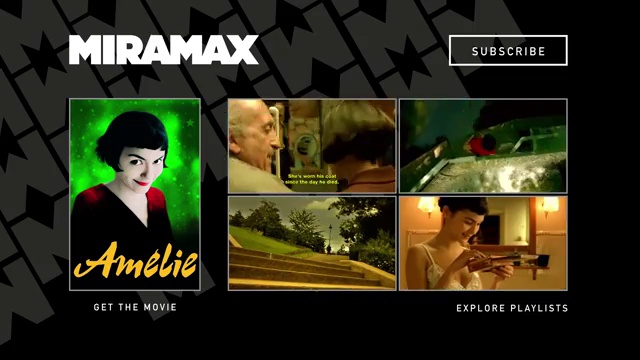 MIRAMAX
SUBSCRIBE
She's worn his coat
since the day he died.
Amélie
GET THE MOVIE
EXPLORE PLAYLISTS